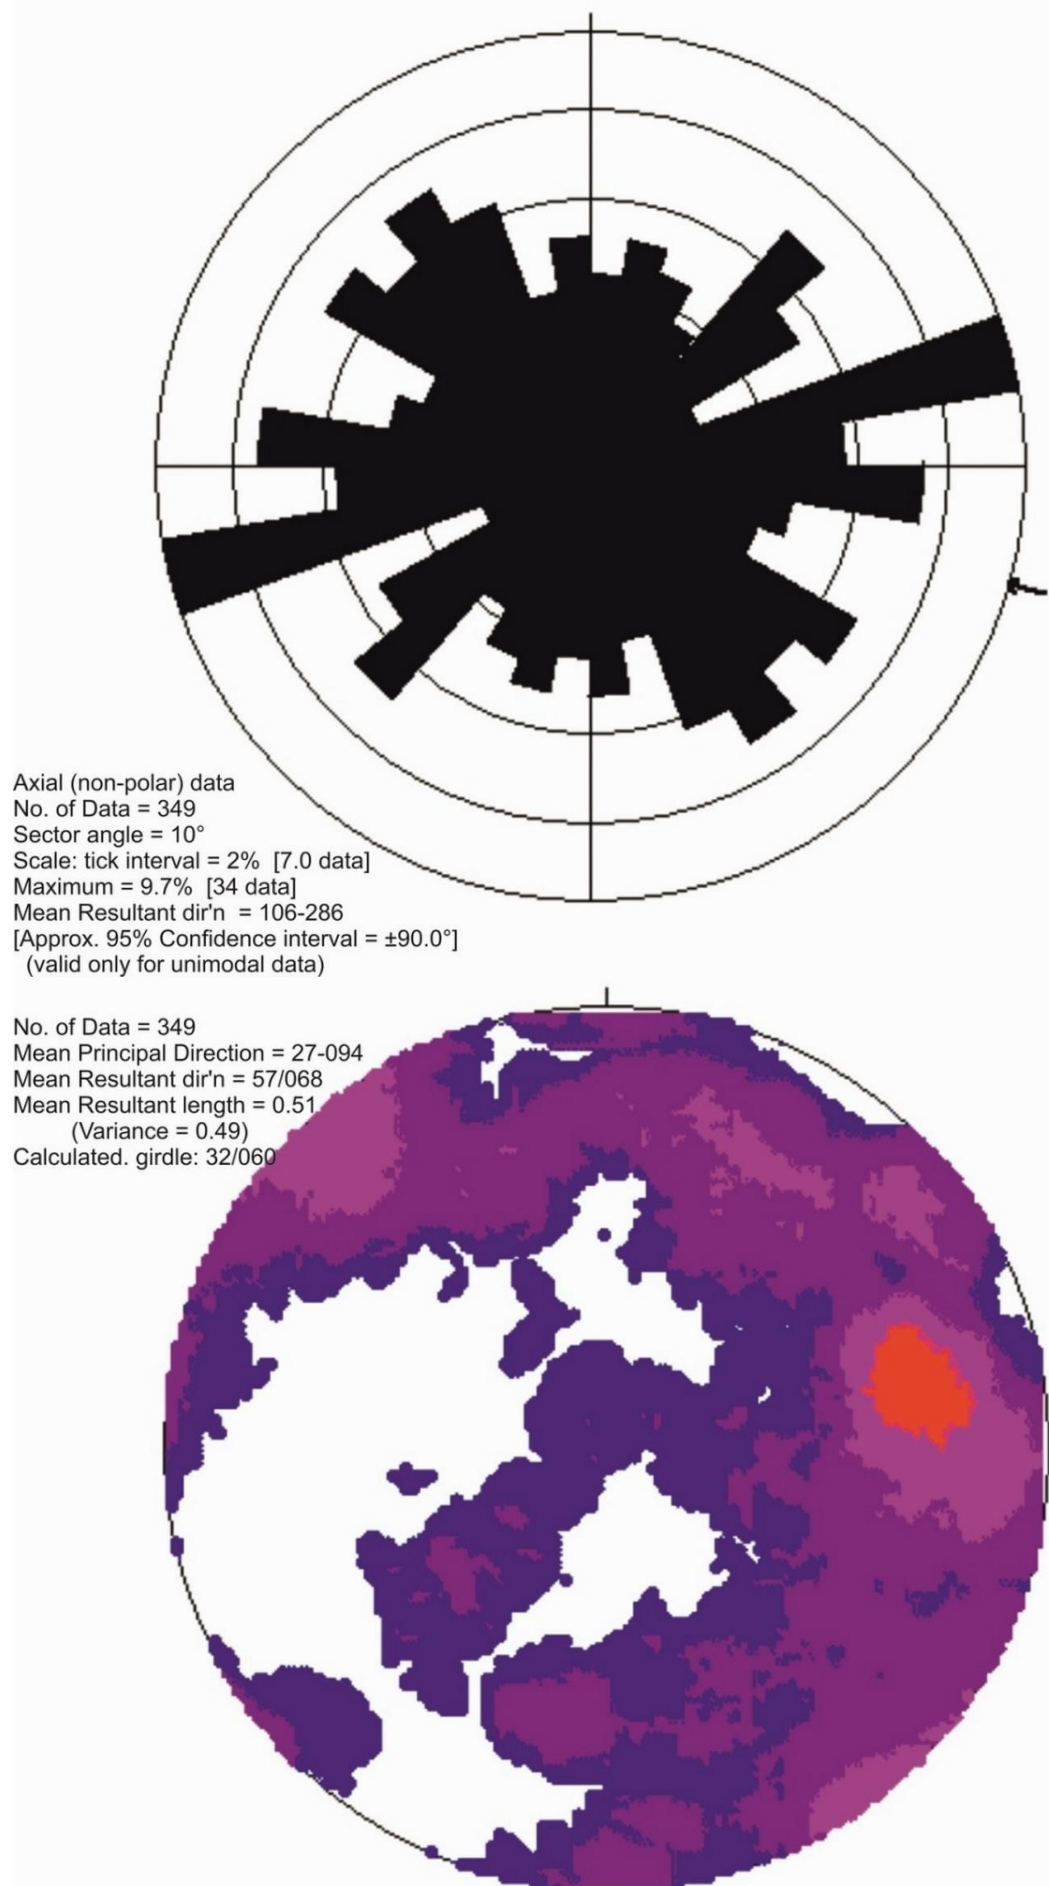 Axial (non-polar) data
No. of Data = 349
Sector angle = 10°
Scale: tick interval = 2%  [7.0 data]
Maximum = 9.7%  [34 data]
Mean Resultant dir'n  = 106-286
[Approx. 95% Confidence interval = ±90.0°]
(valid only for unimodal data)
No. of Data = 349
Mean Principal Direction = 27-094
Mean Resultant dir'n = 57/068
Mean Resultant length = 0.51
(Variance = 0.49)
Calculated. girdle: 32/060